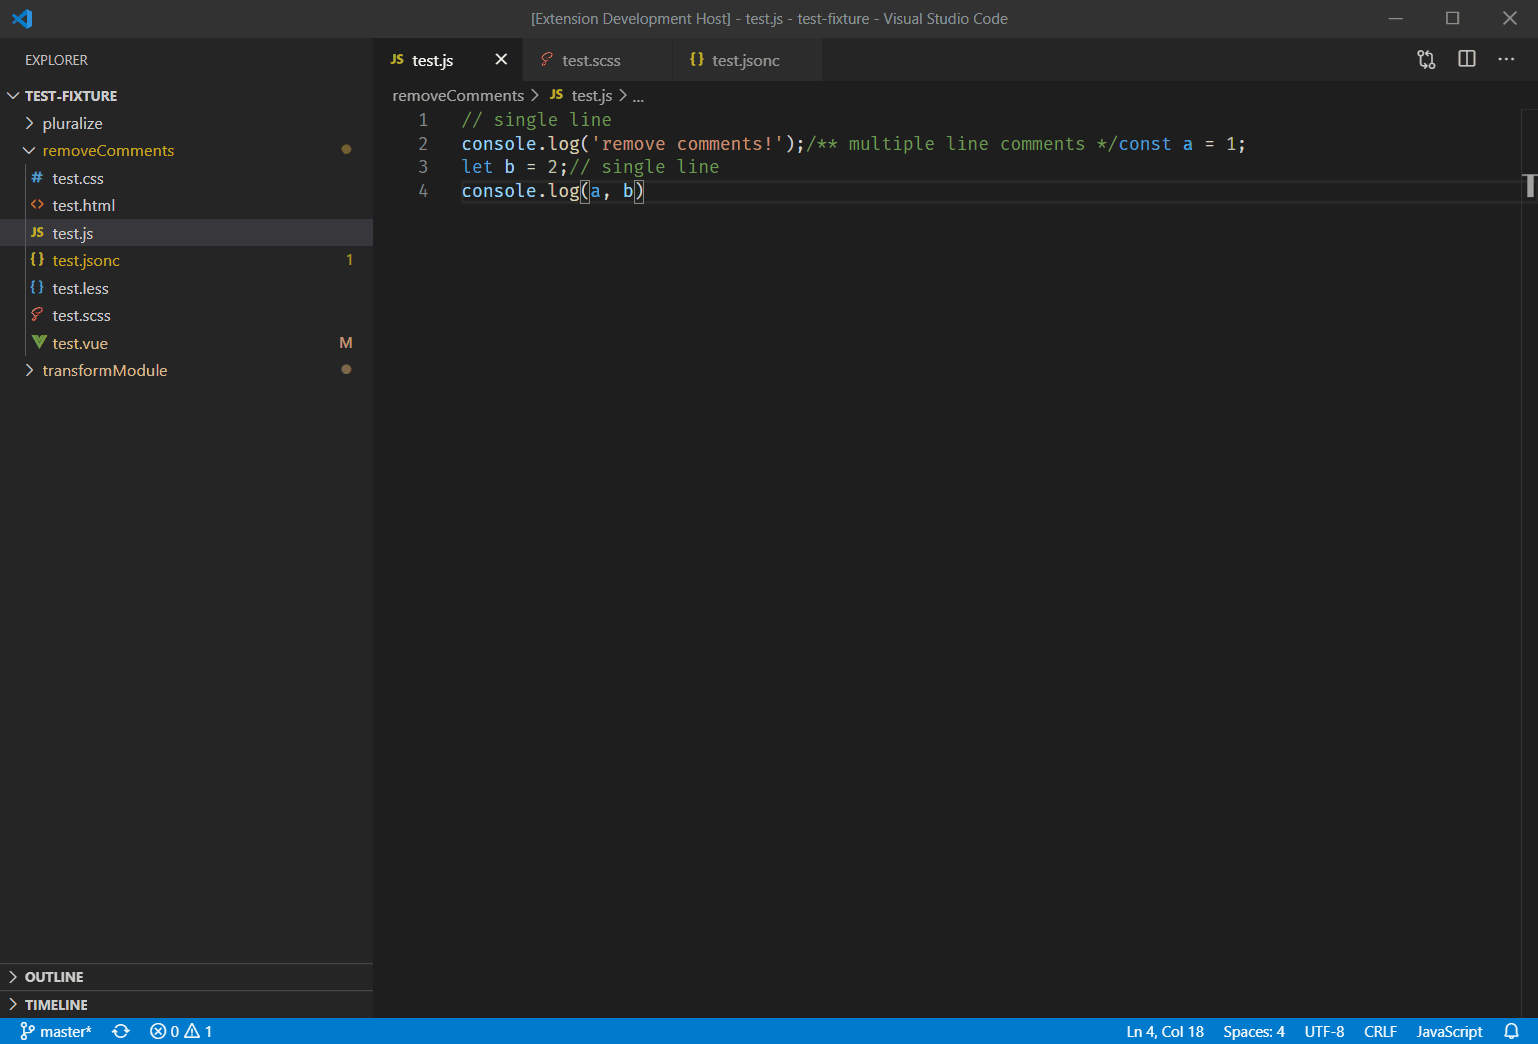 [Extension Development Host] - test.js - test-fixture - Visual Studio Code
EXPLORER
TEST-FIXTURE
pluralize
removeComments
# test.css
<> test.html
JS test.js
{} test.jsonc 1
{} test.less
test.scss
test.vue M
transformModule
OUTLINE
TIMELINE
JS test.js
test.scss
{} test.jsonc
removeComments > JS test.js > ...
1 // single line
2 console.log('remove comments!');/** multiple line comments */const a = 1;
3 let b = 2;// single line
4 console.log(a, b)
master* 0 1
Ln 4, Col 18 Spaces: 4 UTF-8 CRLF JavaScript